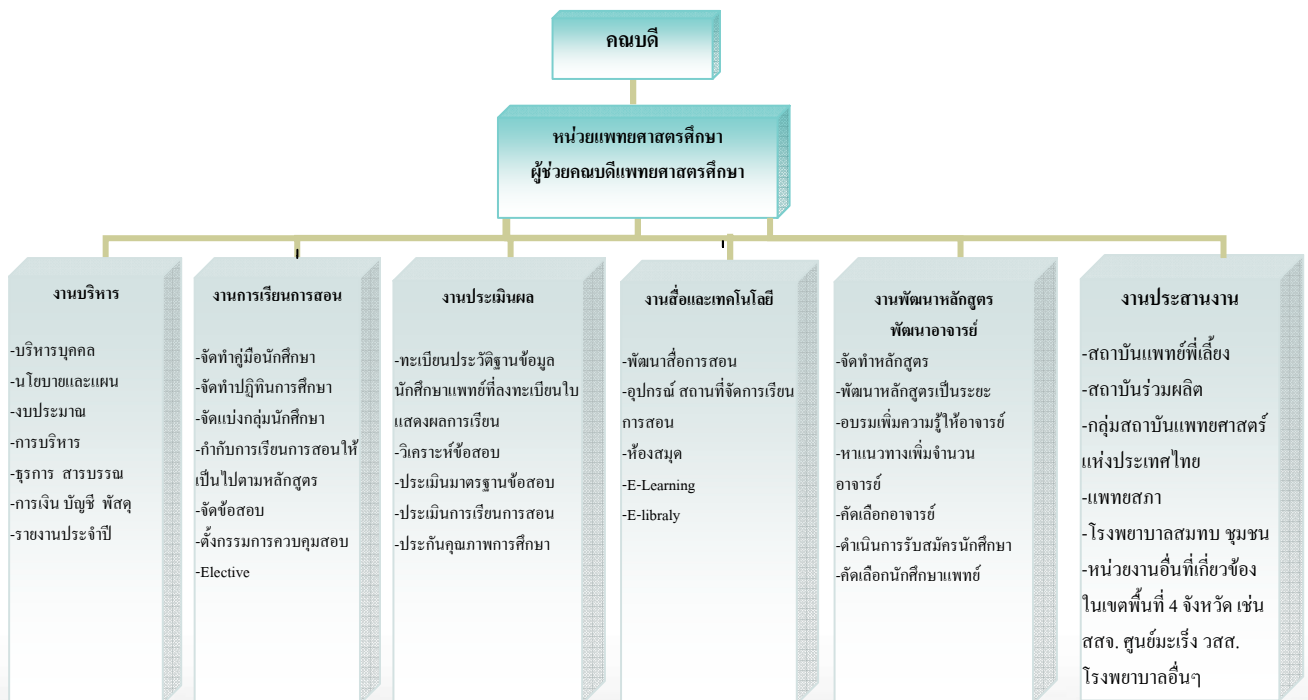 คณบดี
หน่วยแพทยศาสตรศึกษา
ผู้ช่วยคณบดีแพทยศาสตรศึกษา
งานบริหาร
-บริหารบุคคล
-นโยบายและแผน
-งบประมาณ
-การบริหาร
-ธุรการ สารบรรณ
-การเงิน บัญชี พัสดุ
-รายงานประจำปี
งานการเรียนการสอน
-จัดทำคู่มือนักศึกษา
-จัดทำปฏิทินการศึกษา
-จัดแบ่งกลุ่มนักศึกษา
-กำกับการเรียนการสอนให้
เป็นไปตามหลักสูตร
-จัดข้อสอบ
-ตั้งกรรมการควบคุมสอบ
-Elective
งานประเมินผล
-ทะเบียนประวัติฐานข้อมูล
นักศึกษาแพทย์ที่ลงทะเบียนใบ
แสดงผลการเรียน
-วิเคราะห์ข้อสอบ
-ประเมินมาตรฐานข้อสอบ
-ประเมินการเรียนการสอน
-ประกันคุณภาพการศึกษา
งานสื่อและเทคโนโลยี
-พัฒนาสื่อการสอน
-อุปกรณ์ สถานที่จัดการเรียน
การสอน
-ห้องสมุด
-E-Learning
-E-libraly
งานพัฒนาหลักสูตร
พัฒนาอาจารย์
-จัดทำหลักสูตร
-พัฒนาหลักสูตรเป็นระยะ
-อบรมเพิ่มความรู้ให้อาจารย์
-หาแนวทางเพิ่มจำนวน
อาจารย์
-คัดเลือกอาจารย์
-ดำเนินการรับสมัครนักศึกษา
-คัดเลือกนักศึกษาแพทย์
งานประสานงาน
-สถาบันแพทย์พี่เลี้ยง
-สถาบันร่วมผลิต
-กลุ่มสถาบันแพทยศาสตร์
แห่งประเทศไทย
-แพทยสภา
-โรงพยาบาลสมทบ ชุมชน
-หน่วยงานอื่นที่เกี่ยวข้อง
ในเขตพื้นที่ 4 จังหวัด เช่น
สสจ. ศูนย์มะเร็ง วสส.
โรงพยาบาลอื่นๆ